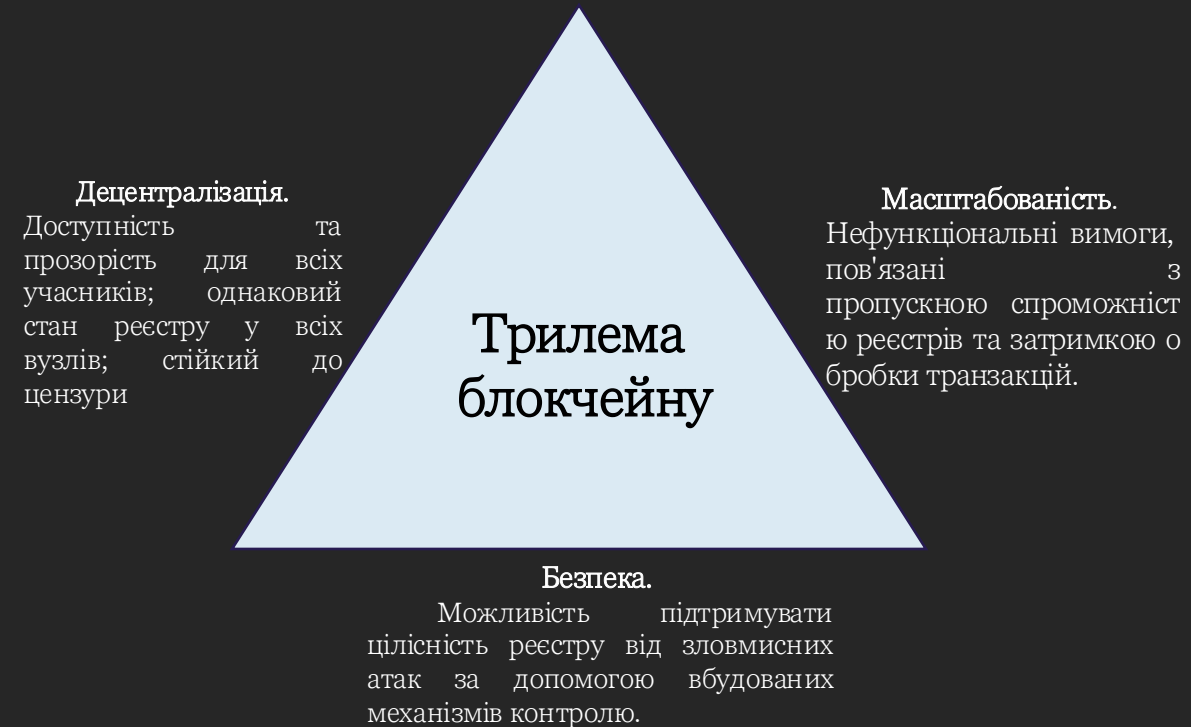 Децентралізація.
Доступність та
прозорість для всіх
учасників; однаковий
стан реєстру у всіх
вузлів; стійкий до
цензури
Трилема
блокчейну
Масштабованість.
Нефункціональні вимоги,
пов'язані з
пропускною спроможніст
ю реєстрів та затримкою о
бробки транзакцій.
Безпека.
Можливість підтримувати
цілісність реєстру від зловмисних
атак за допомогою вбудованих
механізмів контролю.